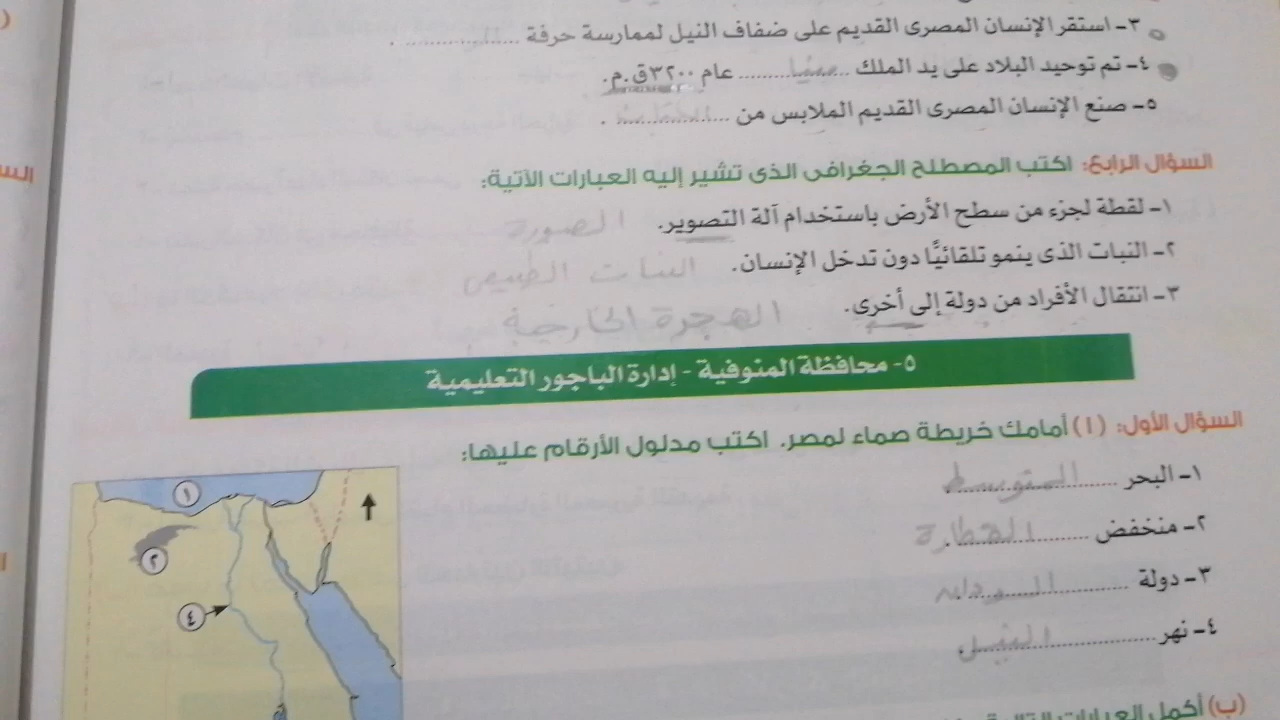 ٣- استقر الإنسان المصرى القديم على ضفاف النيل لممارسة حرفة .................... .
٤- تم توحيد البلاد على يد الملك ....مينا.... عام ٣٢٠٠ق.م.
٥- صنع الإنسان المصرى القديم الملابس من .................... .
السؤال الرابع: اكتب المصطلح الجغرافى الذى تشير إليه العبارات الآتية:
١- لقطة لجزء من سطح الأرض باستخدام آلة التصوير. الصورة
٢- النبات الذى ينمو تلقائيًّا دون تدخل الإنسان. النبات الطبيعى
٣- انتقال الأفراد من دولة إلى أخرى. الهجرة الخارجية
٥- محافظة المنوفية - إدارة الباجور التعليمية
السؤال الأول: (١) أمامك خريطة صماء لمصر. اكتب مدلول الأرقام عليها:
١- البحر ........ المتوسط
٢- منخفض ........ القطارة
٣- دولة ........ السودان
٤- نهر ........ النيل
١
٢
٤
(ب) أكمل العبارات